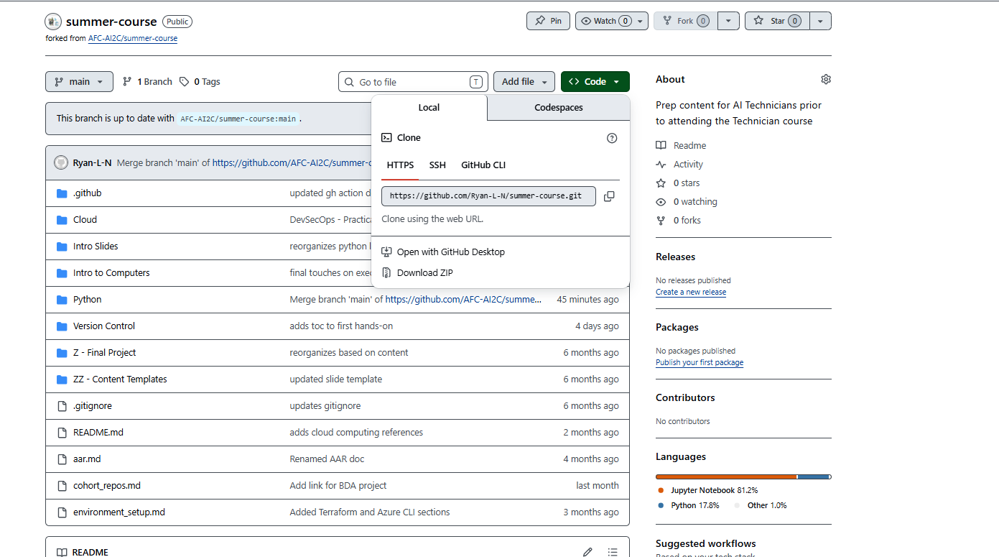 summer-course Public
Pin
Watch 0
Fork 0
Star 0
forked from AFC-AI2C/summer-course
main
1 Branch
0 Tags
Go to file
T
Add file
Code
This branch is up to date with AFC-AI2C/summer-course:main .
Local
Codespaces
Clone
HTTPS
SSH
GitHub CLI
https://github.com/Ryan-L-N/summer-course.git
Clone using the web URL.
Open with GitHub Desktop
Download ZIP
Ryan-L-N Merge branch 'main' of https://github.com/AFC-AI2C/summer-c
.github updated gh action d
Cloud DevSecOps - Practica
Intro Slides reorganizes python
Intro to Computers final touches on exec
Python Merge branch 'main' of https://github.com/AFC-AI2C/summe... 45 minutes ago
Version Control adds toc to first hands-on 4 days ago
Z - Final Project reorganizes based on content 6 months ago
ZZ - Content Templates updated slide template 6 months ago
.gitignore updates gitignore 6 months ago
README.md adds cloud computing references 2 months ago
aar.md Renamed AAR doc 4 months ago
cohort_repos.md Add link for BDA project last month
environment_setup.md Added Terraform and Azure CLI sections 3 months ago
README
About
Prep content for AI Technicians prior
to attending the Technician course
Readme
Activity
0 stars
0 watching
0 forks
Releases
No releases published
Create a new release
Packages
No packages published
Publish your first package
Contributors
No contributors
Languages
Jupyter Notebook 81.2%
Python 17.8% Other 1.0%
Suggested workflows
Based on your tech stack